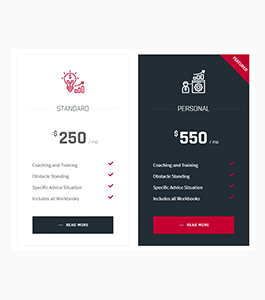 FEATURED
STANDARD
$250 / mo
Coaching and Training
Obstacle Standing
Specific Advice Situation
Includes all Workbooks
— READ MORE
PERSONAL
$550 / mo
Coaching and Training
Obstacle Standing
Specific Advice Situation
Includes all Workbooks
— READ MORE